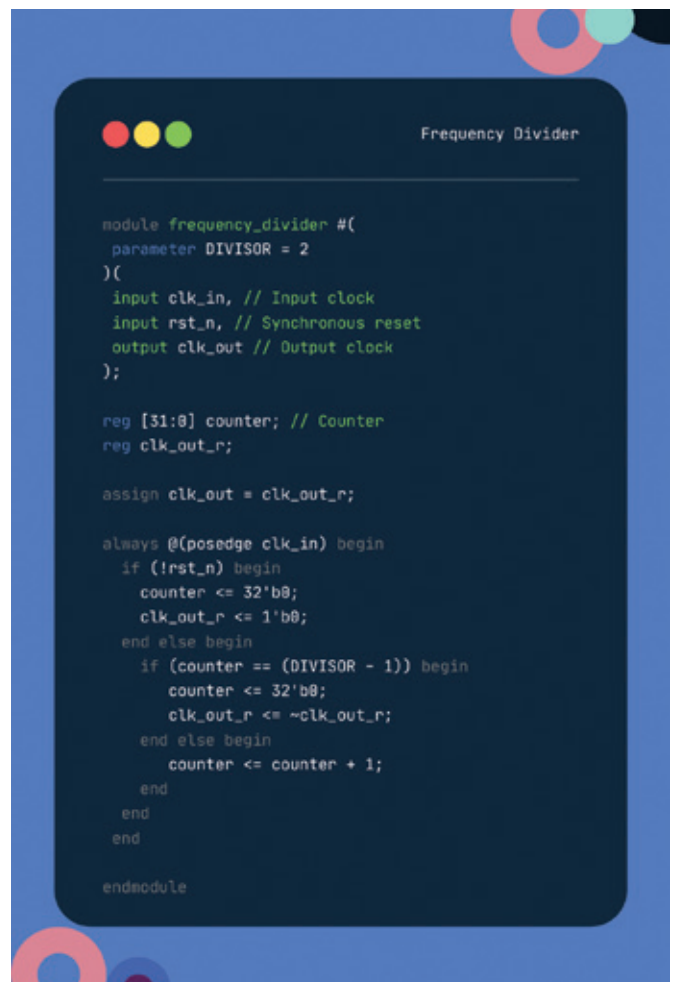 Frequency Divider
module frequency_divider #(
parameter DIVISOR = 2
)(
input clk_in, // Input clock
input rst_n, // Synchronous reset
output clk_out // Output clock
);
reg [31:0] counter; // Counter
reg clk_out_r;
assign clk_out = clk_out_r;
always @(posedge clk_in) begin
if (!rst_n) begin
counter <= 32'b0;
clk_out_r <= 1'b0;
end else begin
if (counter == (DIVISOR - 1)) begin
counter <= 32'b0;
clk_out_r <= ~clk_out_r;
end else begin
counter <= counter + 1;
end
end
end
endmodule